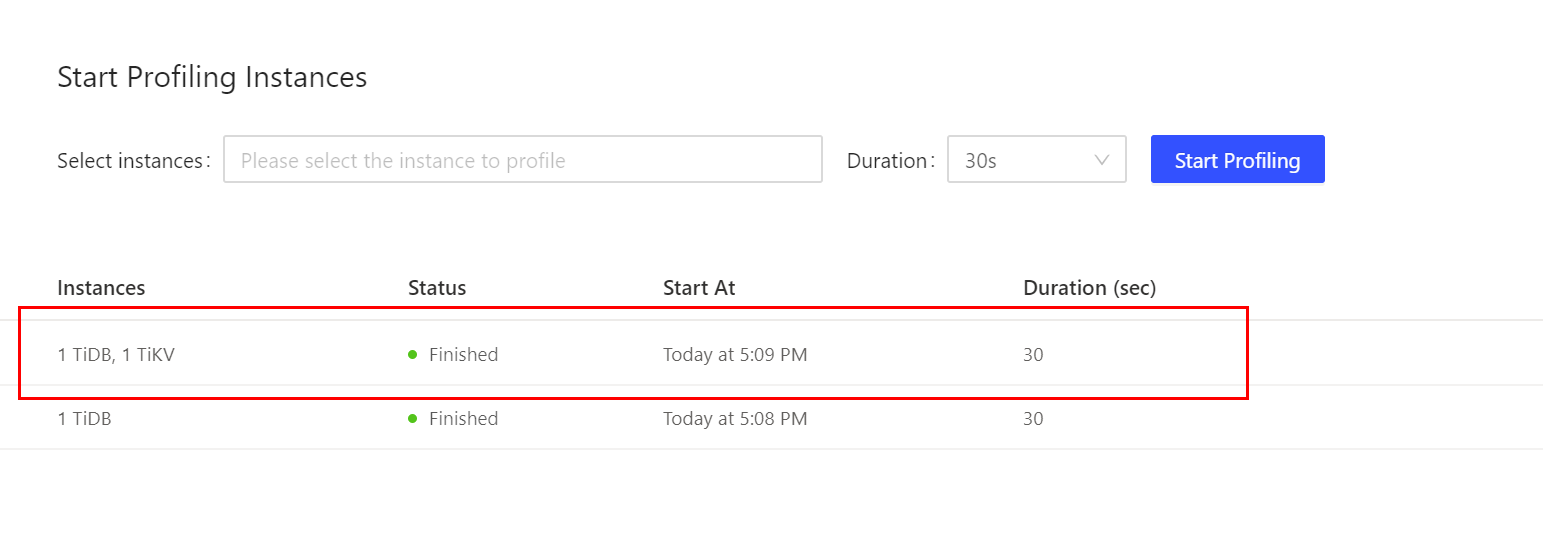 Start Profiling Instances
Select instances: Please select the instance to profile Duration: 30s Start Profiling
Instances Status Start At Duration (sec)
1 TiDB, 1 TiKV Finished Today at 5:09 PM 30
1 TiDB Finished Today at 5:08 PM 30